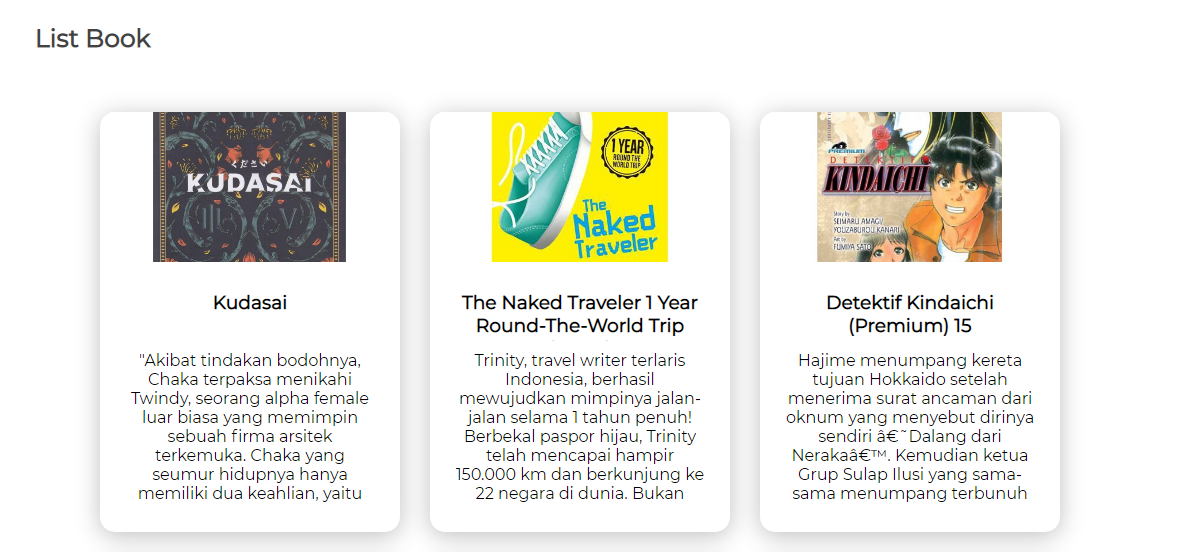 List Book
ください
KUDASAI
Kudasai
"Akibat tindakan bodohnya,
Chaka terpaksa menikahi
Twindy, seorang alpha female
luar biasa yang memimpin
sebuah firma arsitek
terkemuka. Chaka yang
seumur hidupnya hanya
memiliki dua keahlian, yaitu
1 YEAR
ROUND THE
WORLD TRIP
The
Naked
Traveler
The Naked Traveler 1 Year
Round-The-World Trip
Trinity, travel writer terlaris
Indonesia, berhasil
mewujudkan mimpinya jalan-
jalan selama 1 tahun penuh!
Berbekal paspor hijau, Trinity
telah mencapai hampir
150.000 km dan berkunjung ke
22 negara di dunia. Bukan
PREMIUM
DETEKTIF
KINDAICHI
Story by
SEIMARU AMAGI/
YOUZABUROU KANARI
Art by
FUMIYA SATO
Detektif Kindaichi
(Premium) 15
Hajime menumpang kereta
tujuan Hokkaido setelah
menerima surat ancaman dari
oknum yang menyebut dirinya
sendiri â€˜Dalang dari
Nerakaâ€™. Kemudian ketua
Grup Sulap Ilusi yang sama-
sama menumpang terbunuh